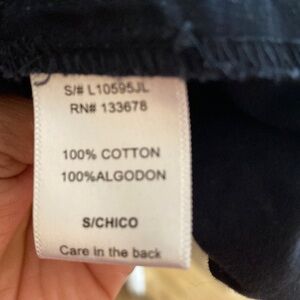 S/# L10595JL
RN# 133678
100% COTTON
100%ALGODON
S/CHICO
Care in the back